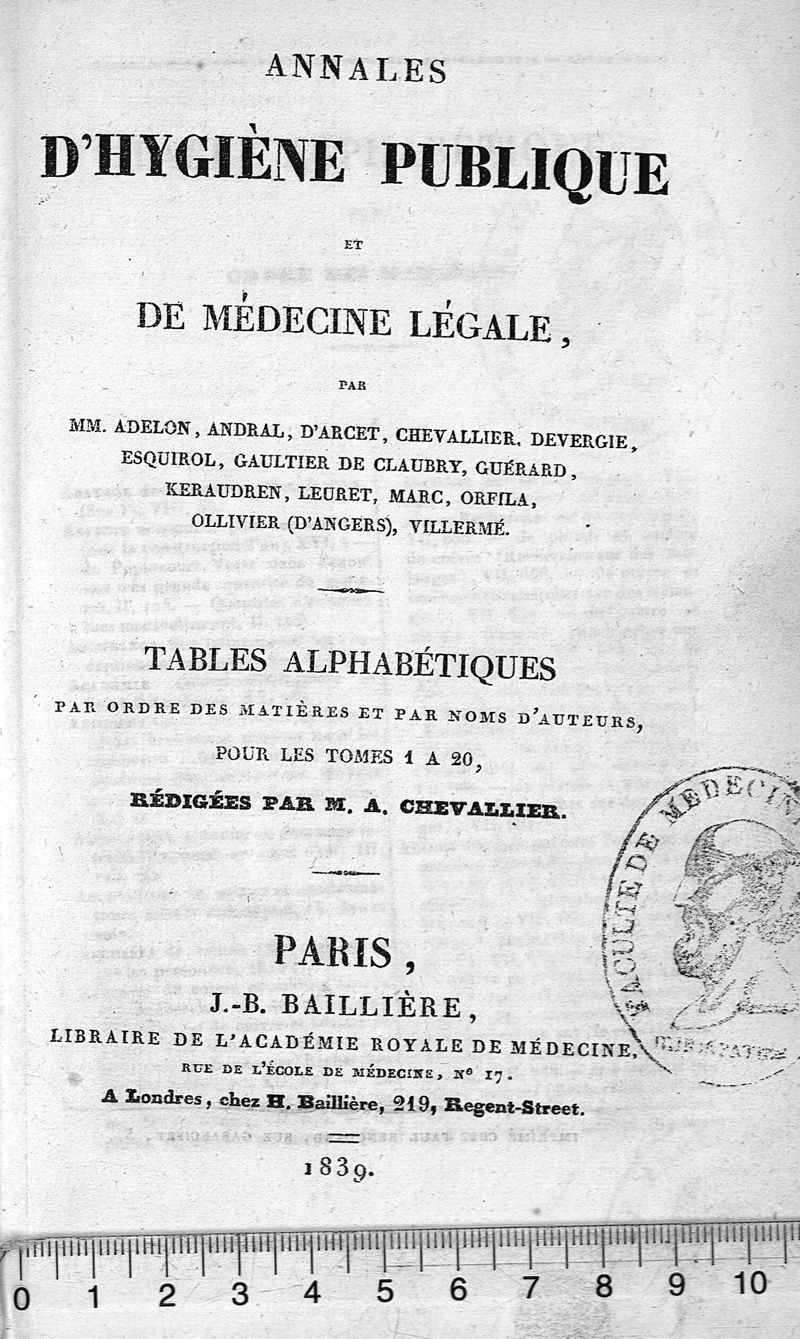 ANNALES
D'HYGIÈNE PUBLIQUE
ET
DE MÉDECINE LÉGALE,
PAR
MM. ADELON, ANDRAL, D'ARCET, CHEVALLIER, DEVERGIE,
ESQUIROL, GAULTIER DE CLAUBRY, GUÉRARD,
KERAUDREN, LEURET, MARC, ORFILA,
OLLIVIER (D'ANGERS), VILLERMÉ.
TABLES ALPHABÉTIQUES
PAR ORDRE DES MATIÈRES ET PAR NOMS D'AUTEURS,
POUR LES TOMES 1 A 20,
RÉDIGÉES PAR M. A. CHEVALLIER.
FACULTE DE MEDECINE
PARIS,
J.-B. BAILLIÈRE,
LIBRAIRE DE L'ACADÉMIE ROYALE DE MÉDECINE,
RUE DE L'ÉCOLE DE MÉDECINE, Nº 17.
A Londres, chez H. Baillière, 219, Regent-Street.
1839.
0 1 2 3 4 5 6 7 8 9 10